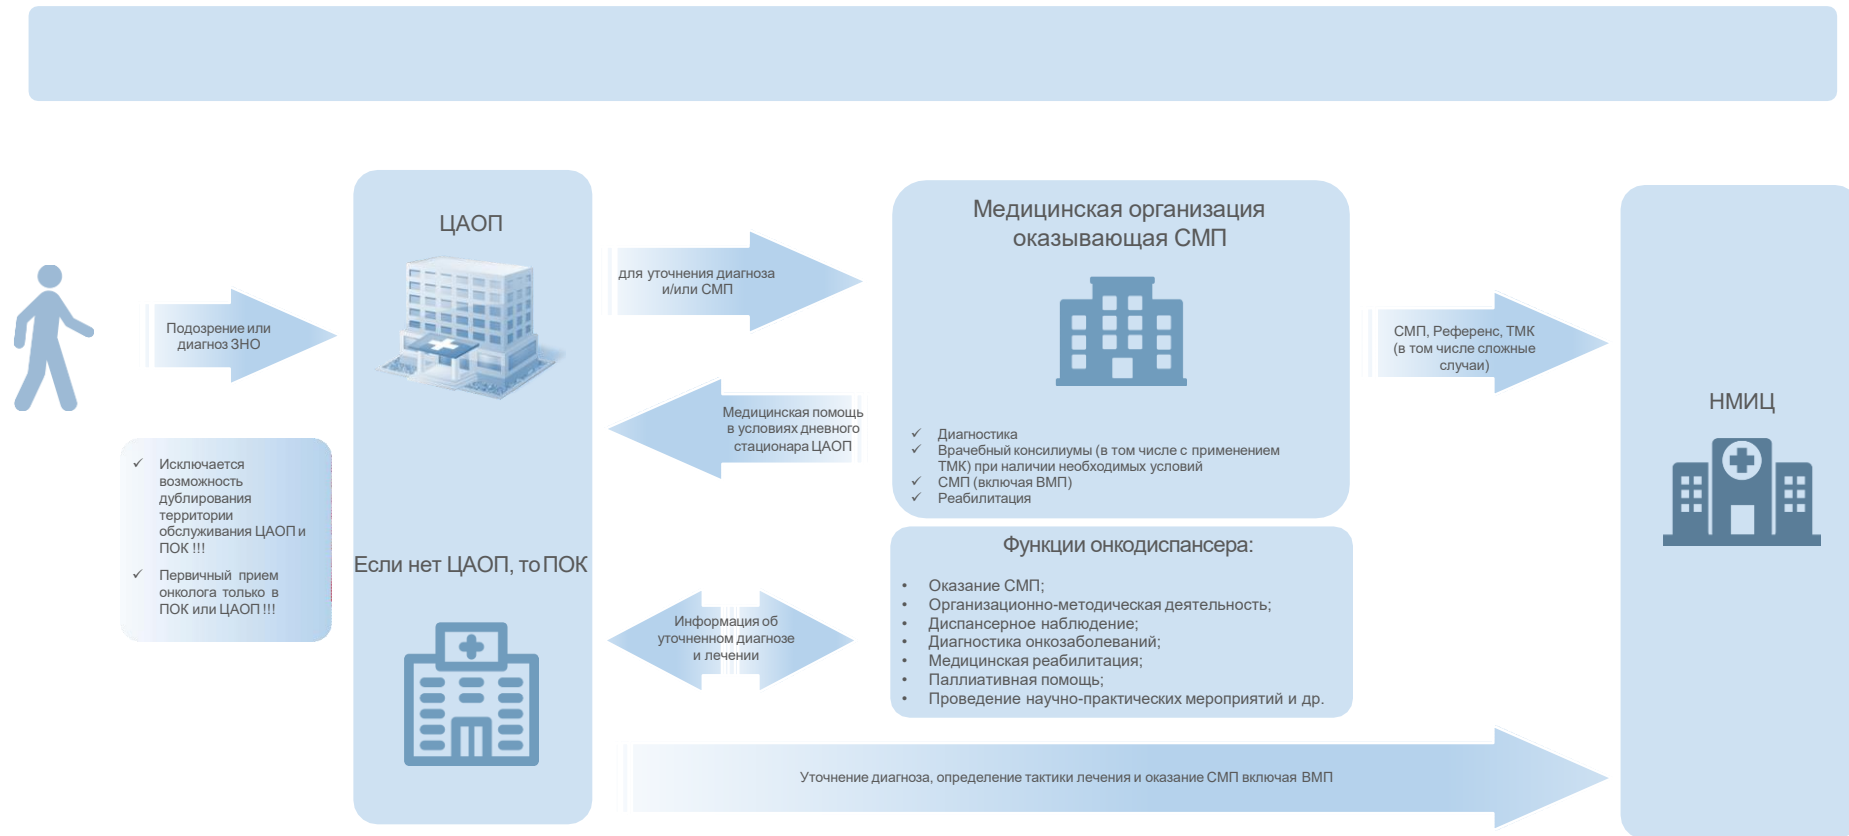 ЦАОП
Медицинская организация
оказывающая СМП
для уточнения диагноза
и/или СМП
Подозрение или
диагноз ЗНО
СМП, Референс, ТМК
(в том числе сложные
случаи)
НМИЦ
Медицинская помощь
в условиях дневного
стационара ЦАОП
✓ Диагностика
✓ Врачебный консилиумы (в том числе с применением
ТМК) при наличии необходимых условий
✓ СМП (включая ВМП)
✓ Реабилитация
✓ Исключается
возможность
дублирования
территории
обслуживания ЦАОП и
ПОК !!!
✓ Первичный прием
онколога только в
ПОК или ЦАОП !!!
Если нет ЦАОП, то ПОК
Функции онкодиспансера:
• Оказание СМП;
• Организационно-методическая деятельность;
• Диспансерное наблюдение;
• Диагностика онкозаболеваний;
• Медицинская реабилитация;
• Паллиативная помощь;
• Проведение научно-практических мероприятий и др.
Информация об
уточненном диагнозе
и лечении
Уточнение диагноза, определение тактики лечения и оказание СМП включая ВМП